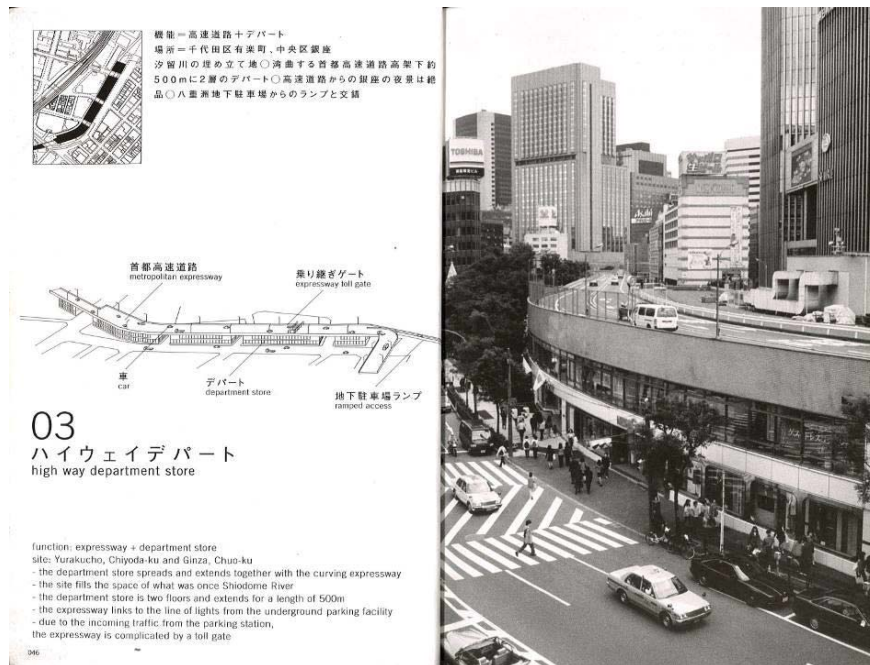 機能＝高速道路＋デパート
場所＝千代田区有楽町、中央区銀座
汐留川の埋め立て地○湾曲する首都高速道路高架下約
500mに2層のデパート○高速道路からの銀座の夜景は絶
品○八重洲地下駐車場からのランプと交錯
首都高速道路
metropolitan expressway
乗り継ぎゲート
expressway toll gate
車
car
デパート
department store
地下駐車場ランプ
ramped access
03
ハイウェイデパート
high way department store
function: expressway + department store
site: Yurakucho, Chiyoda-ku and Ginza, Chuo-ku
- the department store spreads and extends together with the curving expressway
- the site fills the space of what was once Shiodome River
- the department store is two floors and extends for a length of 500m
- the expressway links to the line of lights from the underground parking facility
- due to the incoming traffic from the parking station,
the expressway is complicated by a toll gate
046
TOSHIBA
Asahi